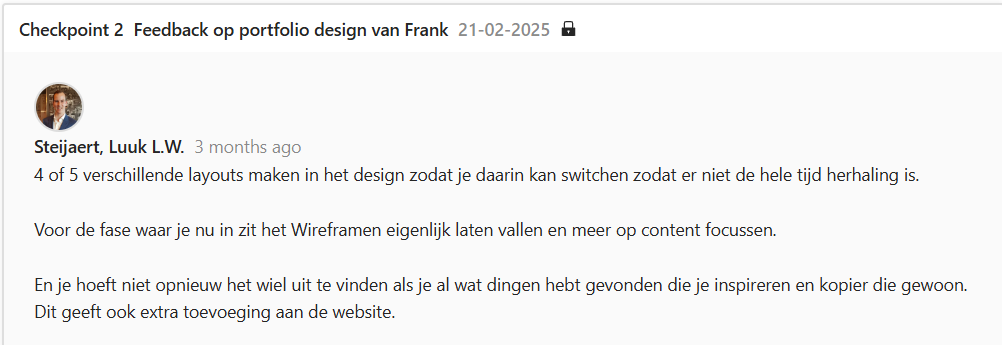 Checkpoint 2 Feedback op portfolio design van Frank 21-02-2025
Steijaert, Luuk L.W. 3 months ago
4 of 5 verschillende layouts maken in het design zodat je daarin kan switchen zodat er niet de hele tijd herhaling is.
Voor de fase waar je nu in zit het Wireframen eigenlijk laten vallen en meer op content focussen.
En je hoeft niet opnieuw het wiel uit te vinden als je al wat dingen hebt gevonden die je inspireren en kopier die gewoon.
Dit geeft ook extra toevoeging aan de website.